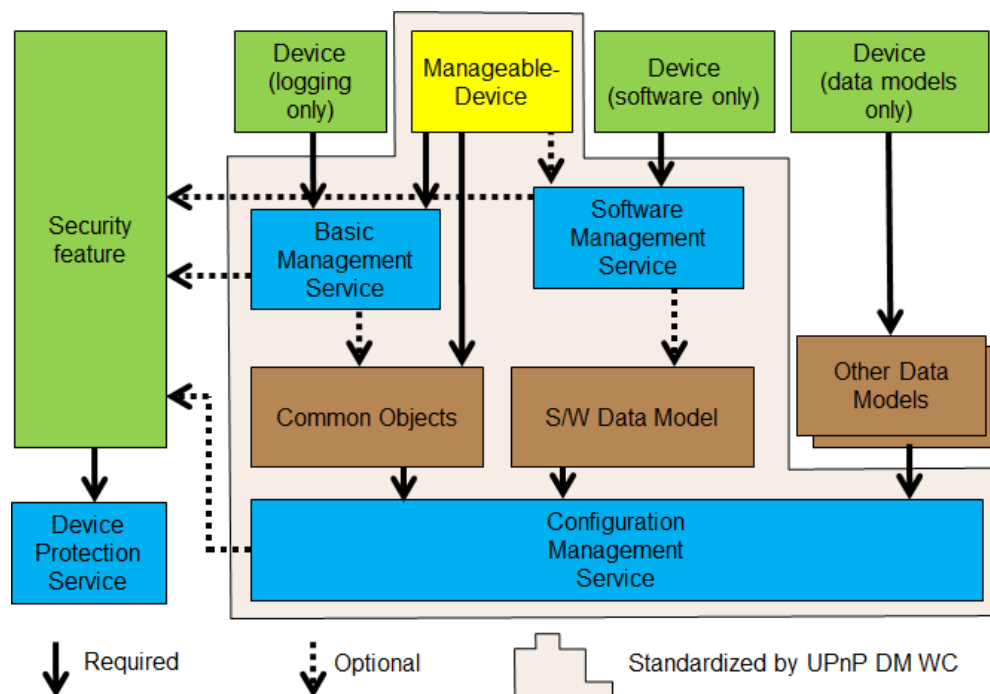 Device
(logging
only)
Manageable-
Device
Device
(software only)
Device
(data models
only)
Security
feature
Basic
Management
Service
Software
Management
Service
Common Objects
S/W Data Model
Other Data
Models
Device
Protection
Service
Configuration
Management
Service
Required
Optional
Standardized by UPnP DM WC